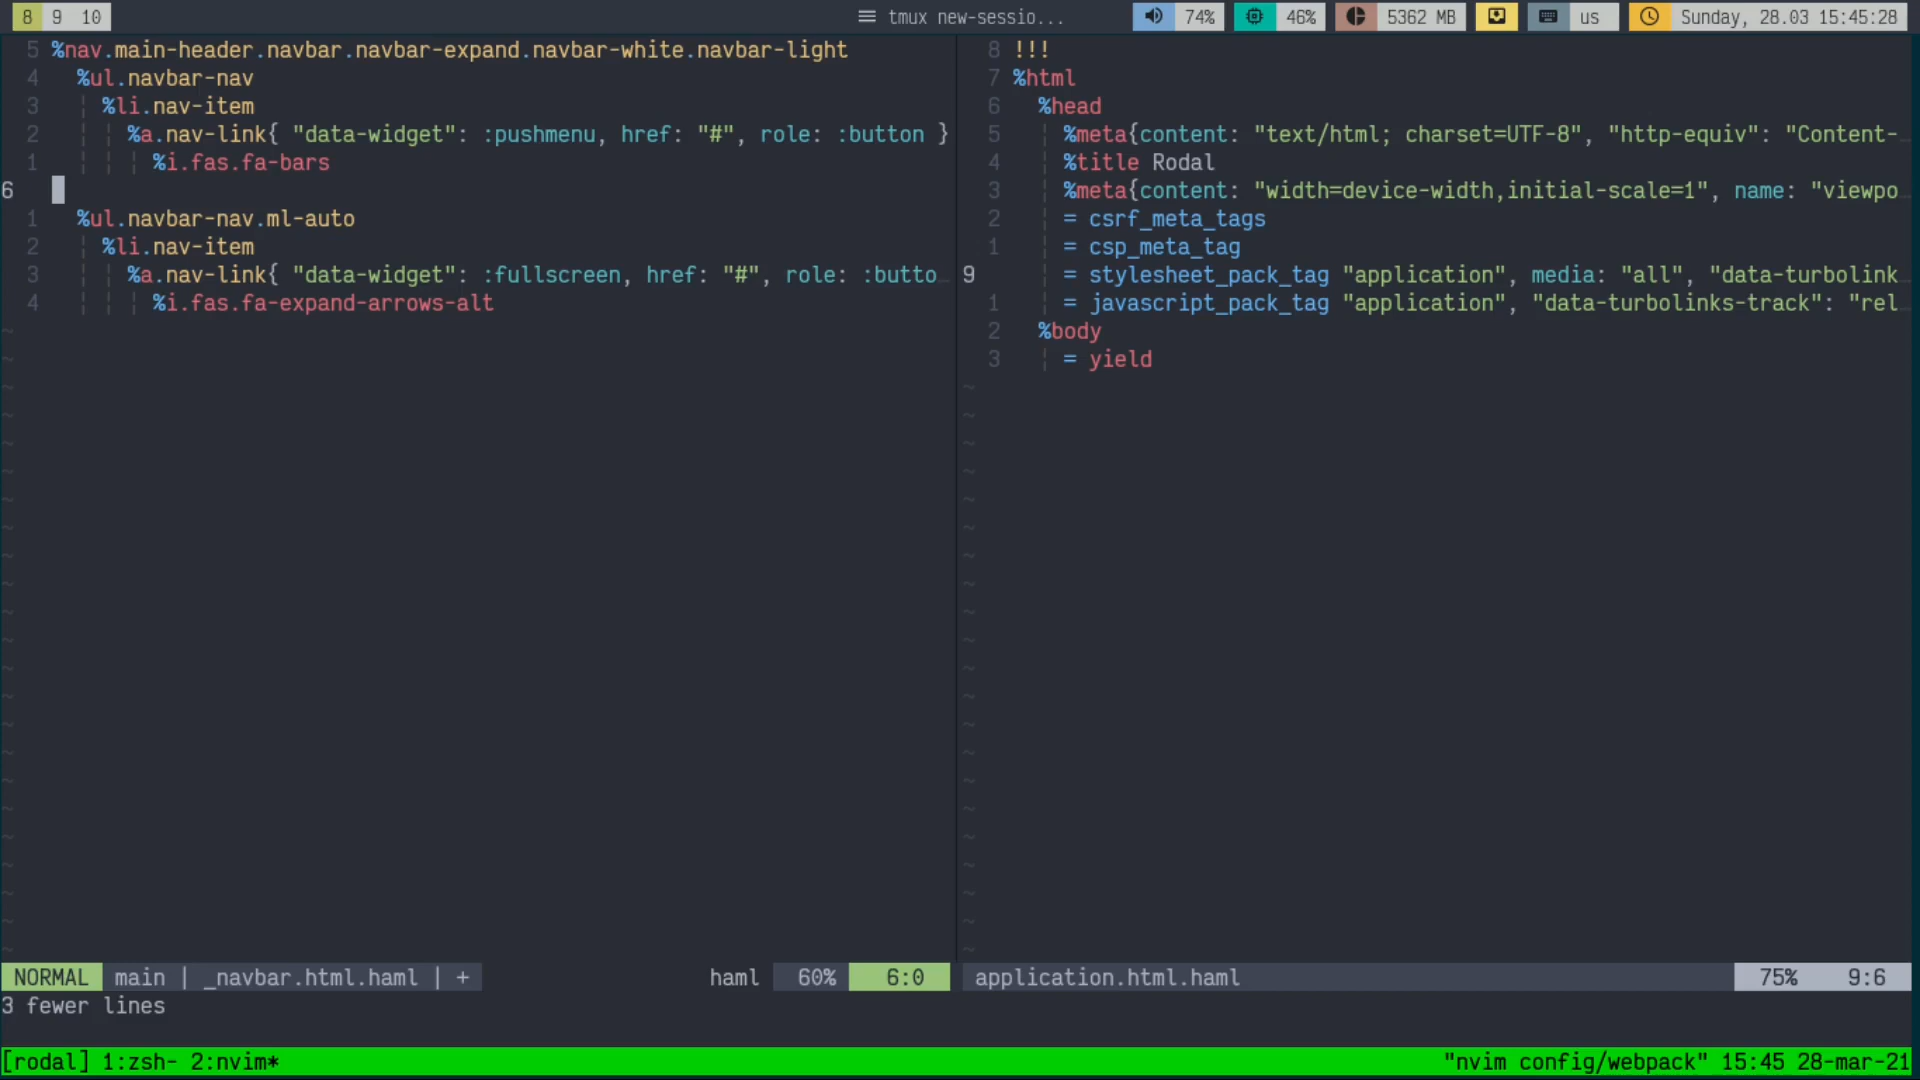 8 9 10 tmux new-sessio... 74% 46% 5362 MB us Sunday, 28.03 15:45:28
5 %nav.main-header.navbar.navbar-expand.navbar-white.navbar-light
4 %ul.navbar-nav
3 %li.nav-item
2 %a.nav-link{ "data-widget": :pushmenu, href: "#", role: :button }
1 %i.fas.fa-bars
6
1 %ul.navbar-nav.ml-auto
2 %li.nav-item
3 %a.nav-link{ "data-widget": :fullscreen, href: "#", role: :butto
4 %i.fas.fa-expand-arrows-alt
NORMAL main | _navbar.html.haml | + haml 60% 6:0
8 !!!
7 %html
6 %head
5 %meta{content: "text/html; charset=UTF-8", "http-equiv": "Content-
4 %title Rodal
3 %meta{content: "width=device-width,initial-scale=1", name: "viewpo
2 = csrf_meta_tags
1 = csp_meta_tag
9 = stylesheet_pack_tag "application", media: "all", "data-turbolink
1 = javascript_pack_tag "application", "data-turbolinks-track": "rel
2 %body
3 = yield
application.html.haml 75% 9:6
3 fewer lines
[rodal] 1:zsh- 2:nvim* "nvim config/webpack" 15:45 28-mar-21